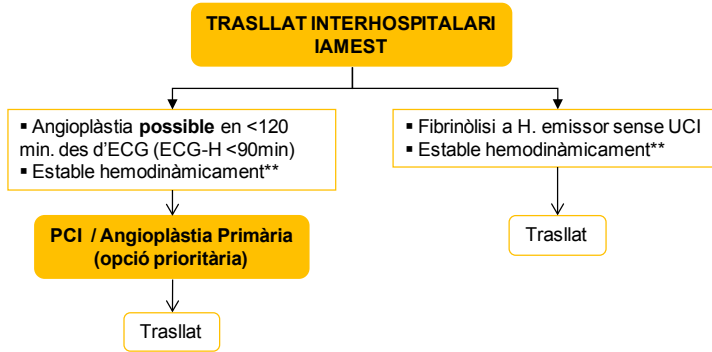 TRASLLAT INTERHOSPITALARI
IAMEST
▪ Angioplàstia possible en <120
min. des d'ECG (ECG-H <90min)
▪ Estable hemodinàmicament**
▪ Fibrinòlisi a H. emissor sense UCI
▪ Estable hemodinàmicament**
PCI / Angioplàstia Primària
(opció prioritària)
Trasllat
Trasllat